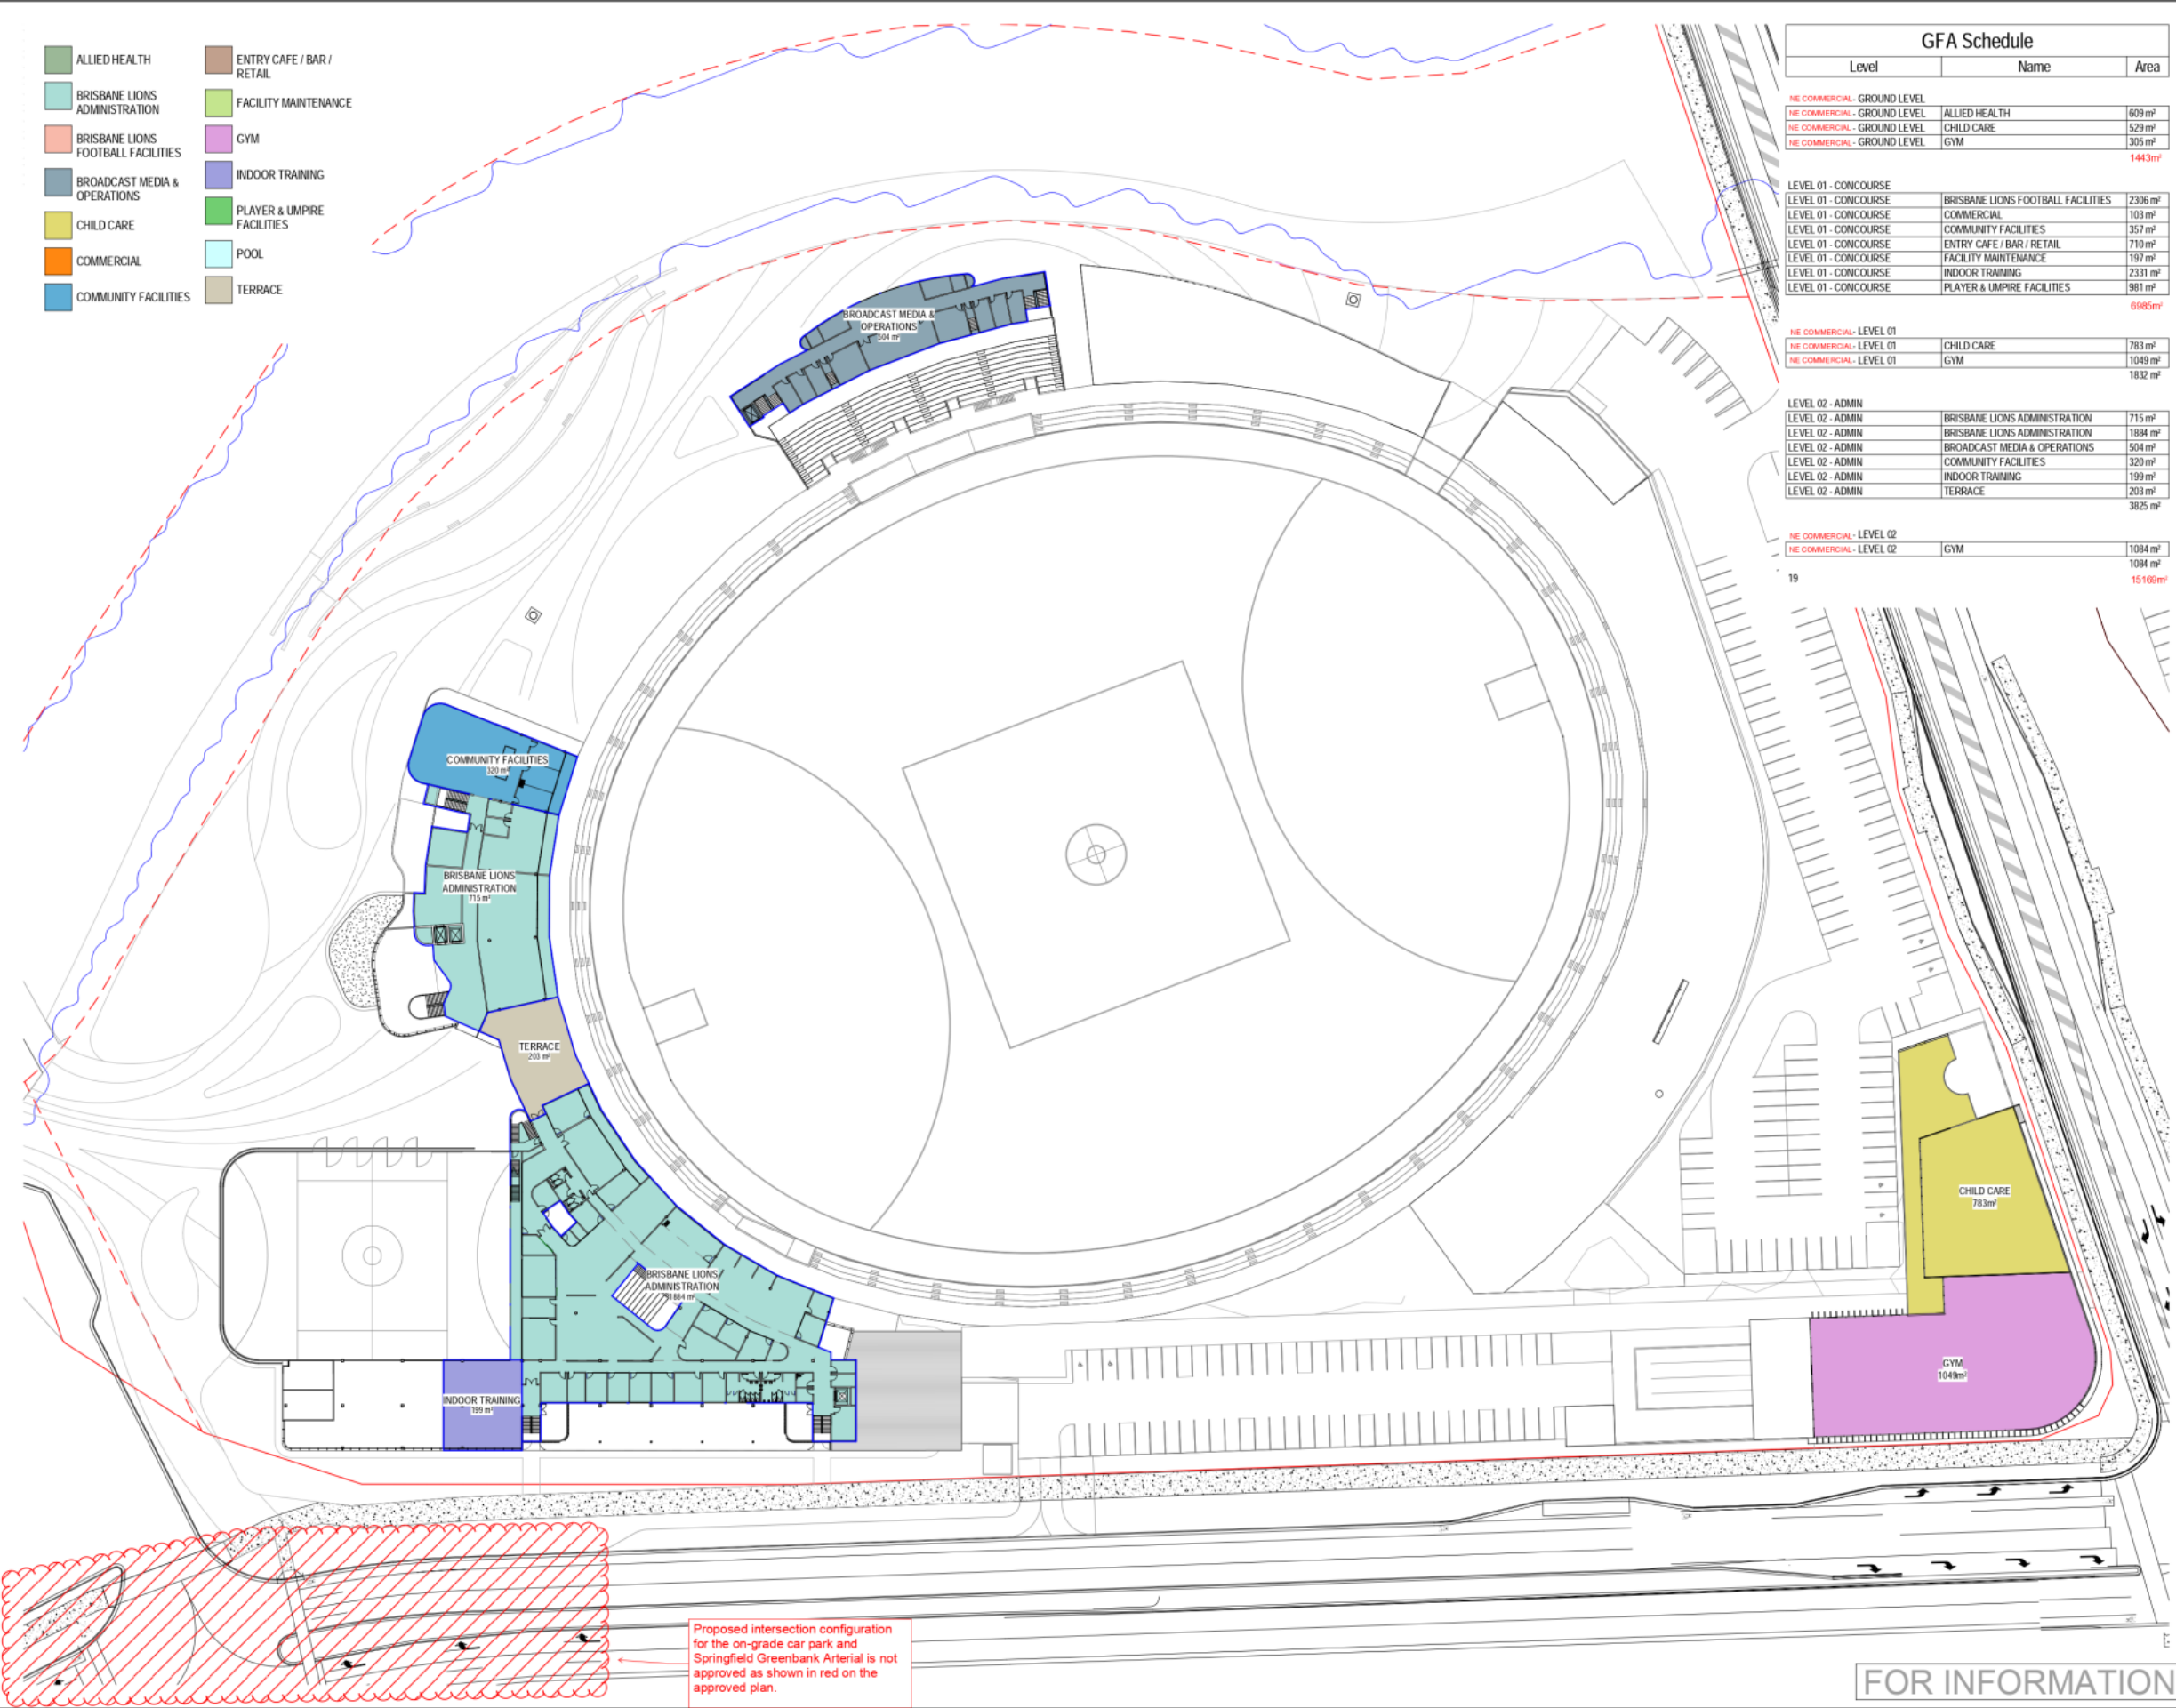 ALLIED HEALTH
BRISBANE LIONS
ADMINISTRATION
BRISBANE LIONS
FOOTBALL FACILITIES
BROADCAST MEDIA &
OPERATIONS
CHILD CARE
COMMERCIAL
COMMUNITY FACILITIES
ENTRY CAFE / BAR /
RETAIL
FACILITY MAINTENANCE
GYM
INDOOR TRAINING
PLAYER & UMPIRE
FACILITIES
POOL
TERRACE
GFA Schedule
Level Name Area
NE COMMERCIAL - GROUND LEVEL
NE COMMERCIAL - GROUND LEVEL ALLIED HEALTH 609 m²
NE COMMERCIAL - GROUND LEVEL CHILD CARE 529 m²
NE COMMERCIAL - GROUND LEVEL GYM 305 m²
1443m²
LEVEL 01 - CONCOURSE
LEVEL 01 - CONCOURSE BRISBANE LIONS FOOTBALL FACILITIES 2306 m²
LEVEL 01 - CONCOURSE COMMERCIAL 103 m²
LEVEL 01 - CONCOURSE COMMUNITY FACILITIES 357 m²
LEVEL 01 - CONCOURSE ENTRY CAFE / BAR / RETAIL 710 m²
LEVEL 01 - CONCOURSE FACILITY MAINTENANCE 197 m²
LEVEL 01 - CONCOURSE INDOOR TRAINING 2331 m²
LEVEL 01 - CONCOURSE PLAYER & UMPIRE FACILITIES 981 m²
6985m²
NE COMMERCIAL - LEVEL 01
NE COMMERCIAL - LEVEL 01 CHILD CARE 783 m²
NE COMMERCIAL - LEVEL 01 GYM 1049 m²
1832 m²
LEVEL 02 - ADMIN
LEVEL 02 - ADMIN BRISBANE LIONS ADMINISTRATION 715 m²
LEVEL 02 - ADMIN BRISBANE LIONS ADMINISTRATION 1884 m²
LEVEL 02 - ADMIN BROADCAST MEDIA & OPERATIONS 504 m²
LEVEL 02 - ADMIN COMMUNITY FACILITIES 320 m²
LEVEL 02 - ADMIN INDOOR TRAINING 199 m²
LEVEL 02 - ADMIN TERRACE 203 m²
3825 m²
NE COMMERCIAL - LEVEL 02
NE COMMERCIAL - LEVEL 02 GYM 1084 m²
1084 m²
19 15169m²
BROADCAST MEDIA &
OPERATIONS
504 m²
COMMUNITY FACILITIES
320 m²
BRISBANE LIONS
ADMINISTRATION
715 m²
TERRACE
203 m²
BRISBANE LIONS
ADMINISTRATION
1884 m²
INDOOR TRAINING
199 m²
CHILD CARE
783m²
GYM
1049m²
Proposed intersection configuration
for the on-grade car park and
Springfield Greenbank Arterial is not
approved as shown in red on the
approved plan.
FOR INFORMATION